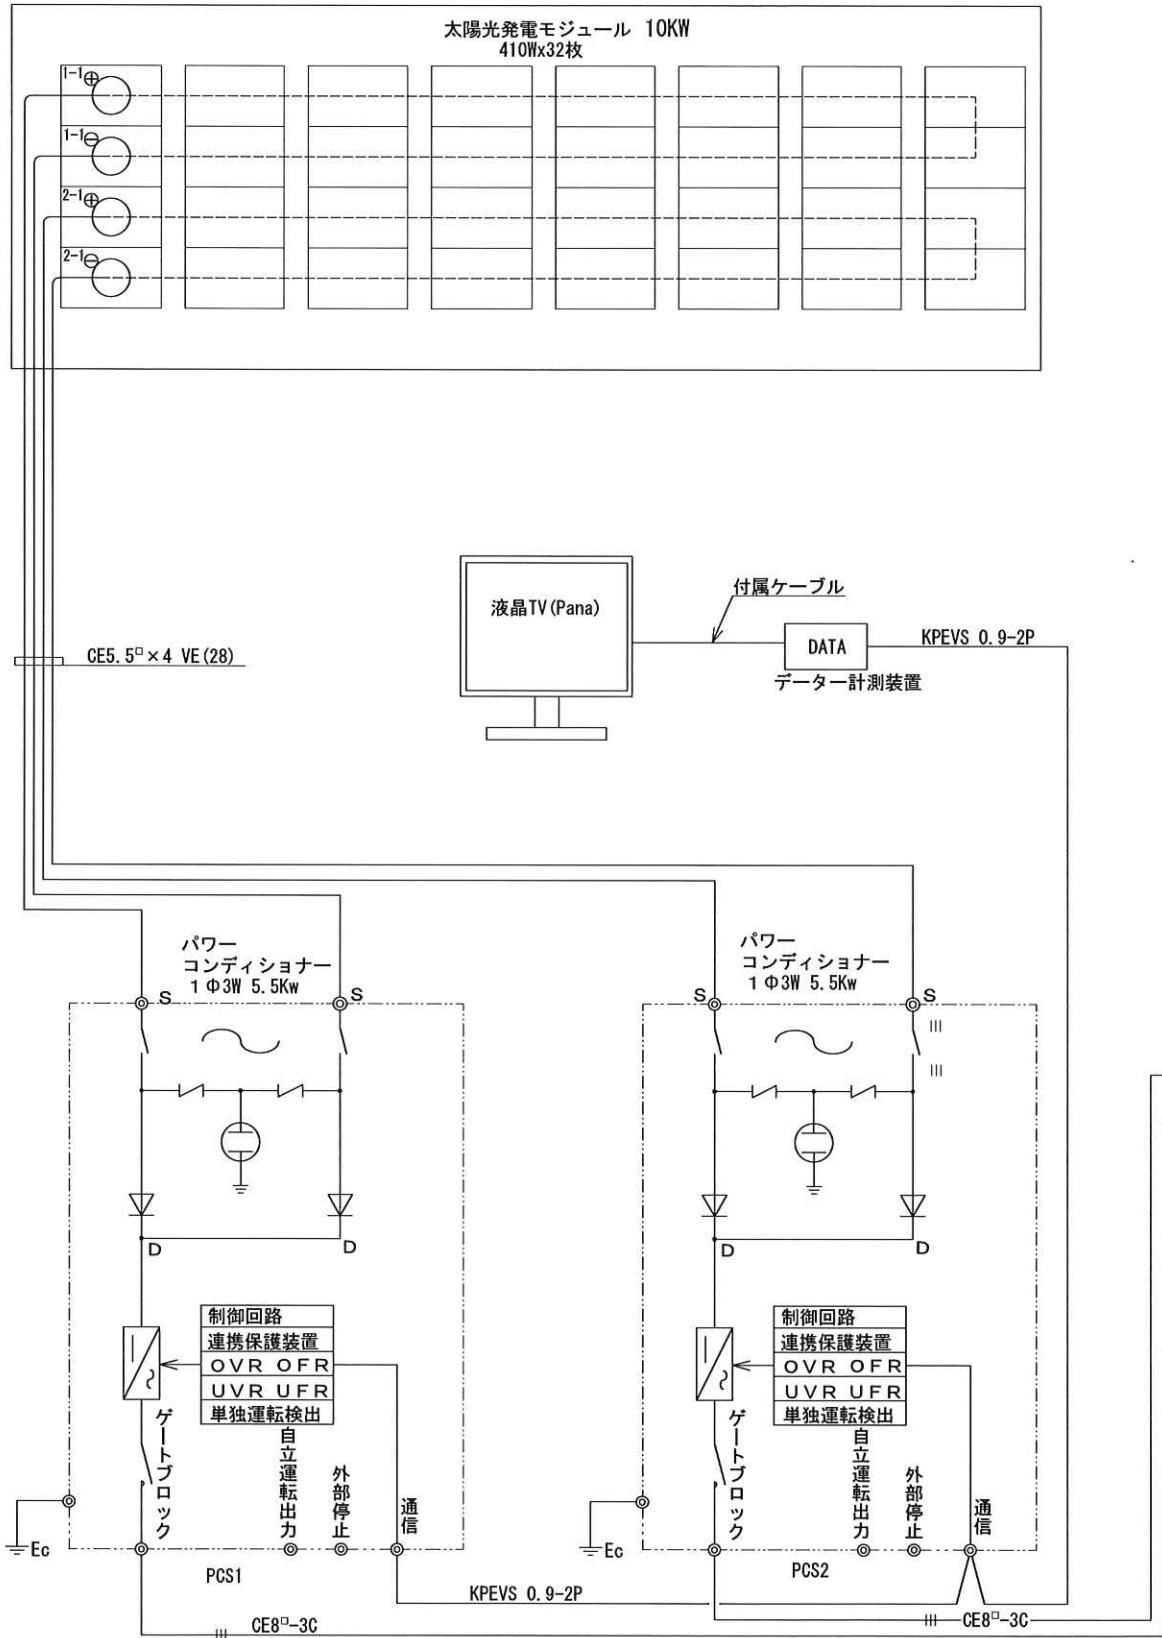 太陽光発電モジュール 10KW
410Wx32枚
1-1⊕
1-1⊖
2-1⊕
2-1⊖
液晶TV(Pana)
付属ケーブル
DATA
データー計測装置
KPEVS 0.9-2P
CE5.5□×4 VE(28)
パワー
コンディショナー
1Φ3W 5.5Kw
S
S
D
D
制御回路
連携保護装置
OVR OFR
UVR UFR
単独運転検出
ゲートブロック
自立運転出力
外部停止
通信
Ec
PCS1
パワー
コンディショナー
1Φ3W 5.5Kw
S
S
D
D
制御回路
連携保護装置
OVR OFR
UVR UFR
単独運転検出
ゲートブロック
自立運転出力
外部停止
通信
Ec
PCS2
KPEVS 0.9-2P
CE8□-3C
CE8□-3C